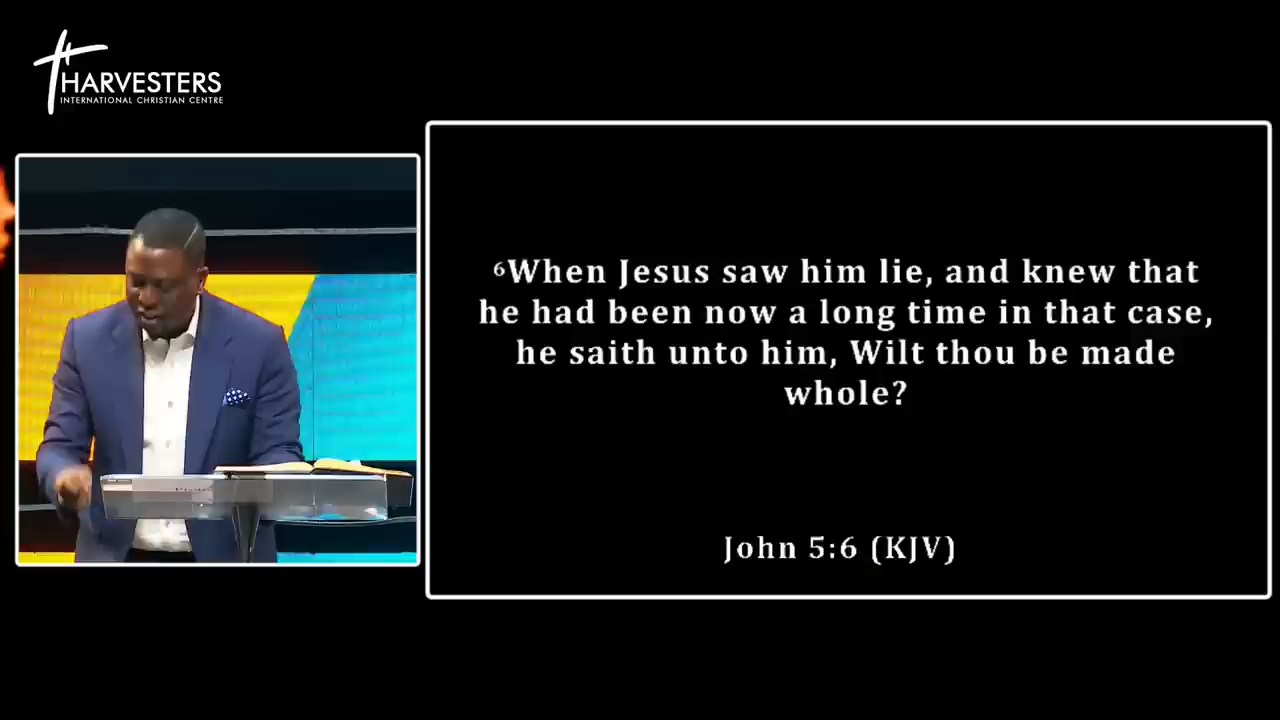 HARVESTERS
INTERNATIONAL CHRISTIAN CENTRE
⁶When Jesus saw him lie, and knew that
he had been now a long time in that case,
he saith unto him, Wilt thou be made
whole?
John 5:6 (KJV)